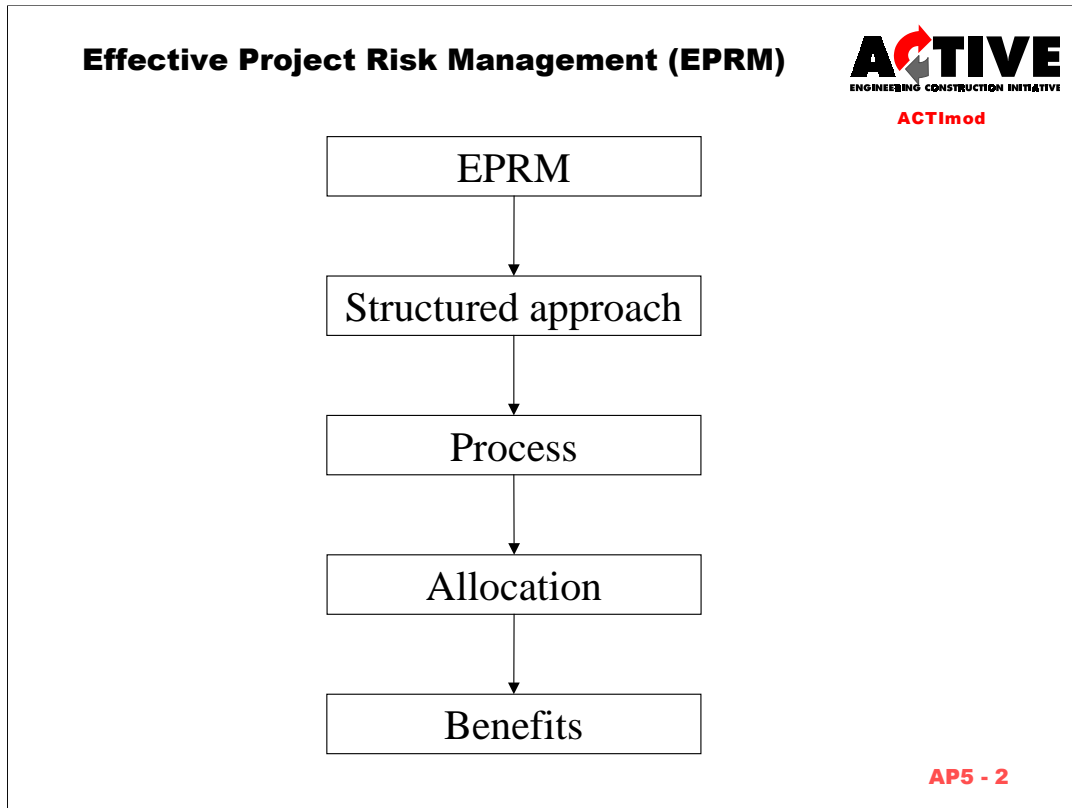 Effective Project Risk Management (EPRM)
ACTIVE
ENGINEERING CONSTRUCTION INITIATIVE
ACTImod
EPRM
Structured approach
Process
Allocation
Benefits
AP5 - 2